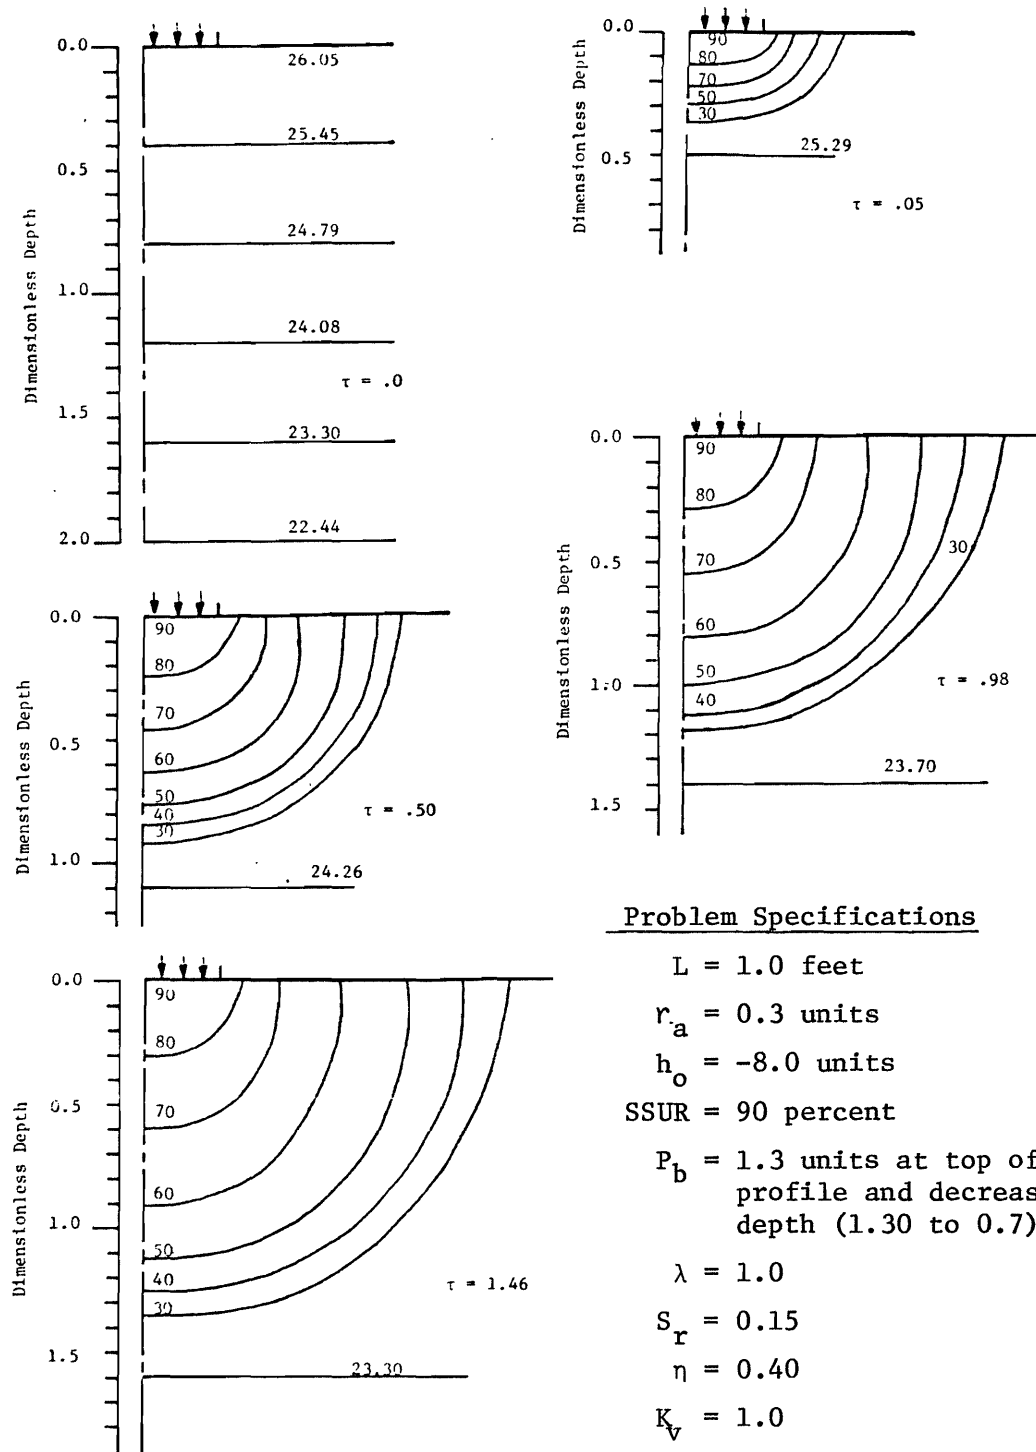 0.0
26.05
25.45
0.5
24.79
1.0
24.08
τ = .0
1.5
23.30
2.0
22.44
Dimensionless Depth
0.0
90
80
70
50
30
0.5
25.29
τ = .05
Dimensionless Depth
0.0
90
80
70
0.5
60
50
40
30
1.0
24.26
τ = .50
Dimensionless Depth
0.0
90
80
0.5
70
30
60
50
1.0
40
τ = .98
23.70
1.5
Dimensionless Depth
0.0
90
80
0.5
70
60
1.0
50
40
30
τ = 1.46
1.5
23.30
Dimensionless Depth
Problem Specifications
L = 1.0 feet
r_a = 0.3 units
h_o = -8.0 units
SSUR = 90 percent
P_b = 1.3 units at top of
profile and decreas
depth (1.30 to 0.7)
λ = 1.0
S_r = 0.15
η = 0.40
K_v = 1.0